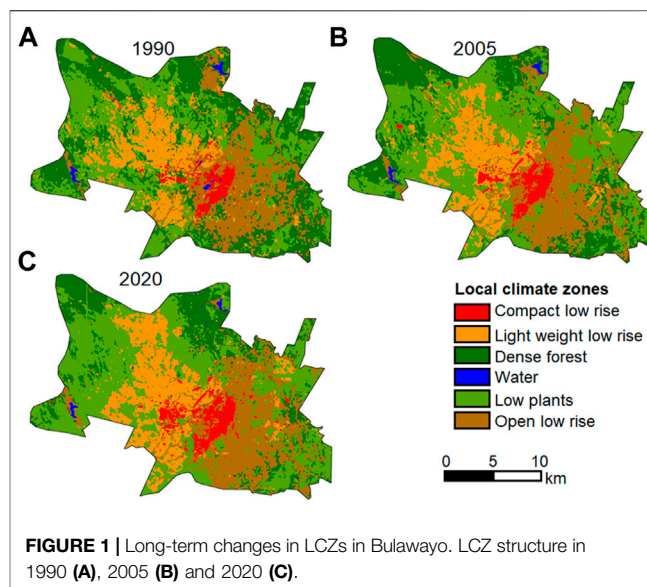 A
1990
B
2005
C
2020
Local climate zones
Compact low rise
Light weight low rise
Dense forest
Water
Low plants
Open low rise
0 5 10
km
FIGURE 1 | Long-term changes in LCZs in Bulawayo. LCZ structure in
1990 (A), 2005 (B) and 2020 (C).